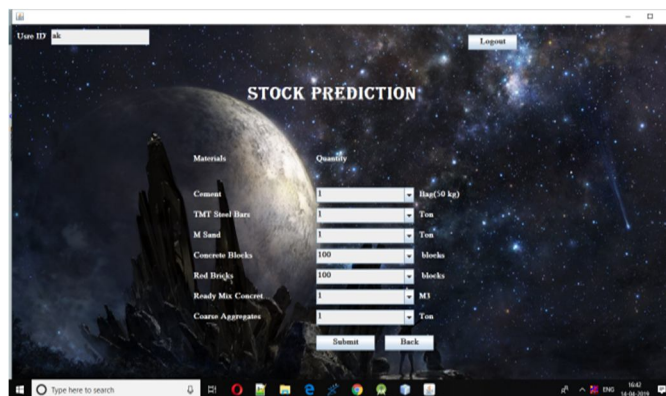 Usre ID ak Logout
STOCK PREDICTION
Materials Quantity
Cement 1 Bag(50 kg)
TMT Steel Bars 1 Ton
M Sand 1 Ton
Concrete Blocks 100 blocks
Red Bricks 100 blocks
Ready Mix Concret 1 M3
Coarse Aggregates 1 Ton
Submit Back
Type here to search ENG 16:42
14-04-2019